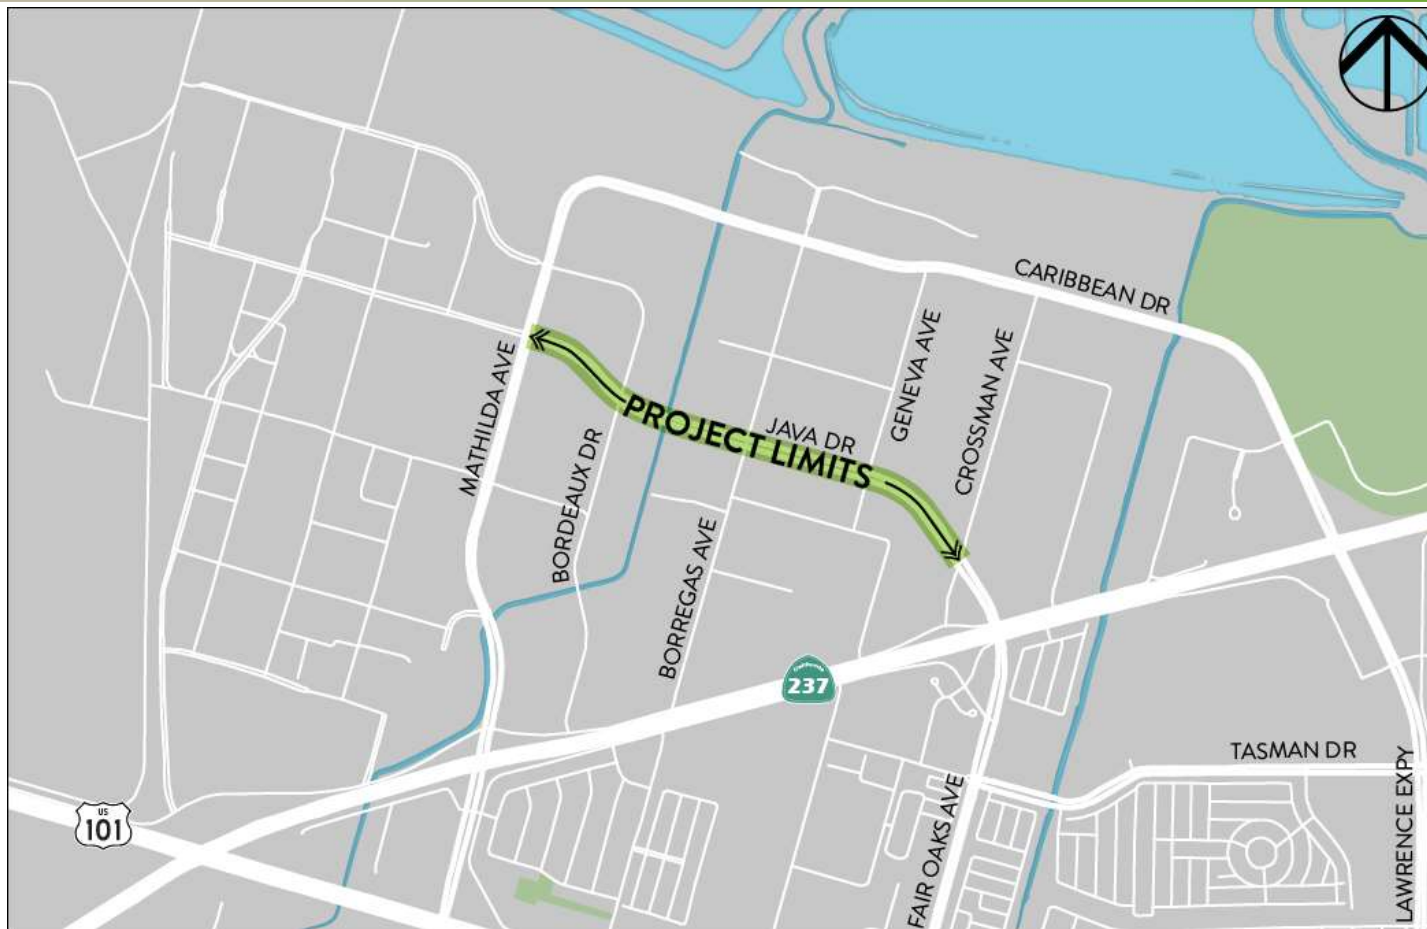 CARIBBEAN DR
GENEVA AVE
CROSSMAN AVE
MATHILDA AVE
PROJECT LIMITS
JAVA DR
BORDEAUX DR
BORREGAS AVE
California
237
TASMAN DR
US
101
FAIR OAKS AVE
LAWRENCE EXPY